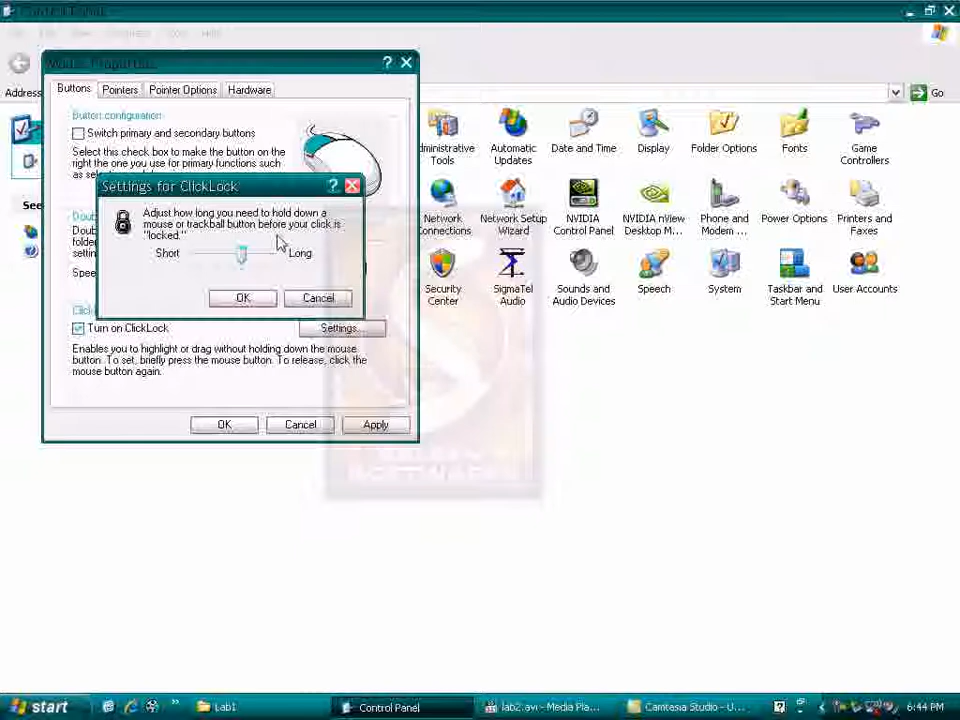 Control Panel
Address
Go
Mouse Properties
Buttons
Pointers
Pointer Options
Hardware
Button configuration
Switch primary and secondary buttons
Select this check box to make the button on the
right the one you use for primary functions such
Settings for ClickLock
Adjust how long you need to hold down a
mouse or trackball button before your click is
"locked."
Short
Long
OK
Cancel
Turn on ClickLock
Settings...
Enables you to highlight or drag without holding down the mouse
button. To set, briefly press the mouse button. To release, click the
mouse button again.
OK
Cancel
Apply
See
dministrative
Tools
Automatic
Updates
Date and Time
Display
Folder Options
Fonts
Game
Controllers
Network
Connections
Network Setup
Wizard
NVIDIA
Control Panel
NVIDIA nView
Desktop M...
Phone and
Modem ...
Power Options
Printers and
Faxes
Security
Center
SigmaTel
Audio
Sounds and
Audio Devices
Speech
System
Taskbar and
Start Menu
User Accounts
SOFTWARE
start
Lab1
Control Panel
lab2.avi - Media Pla...
Camtasia Studio - U...
6:44 PM